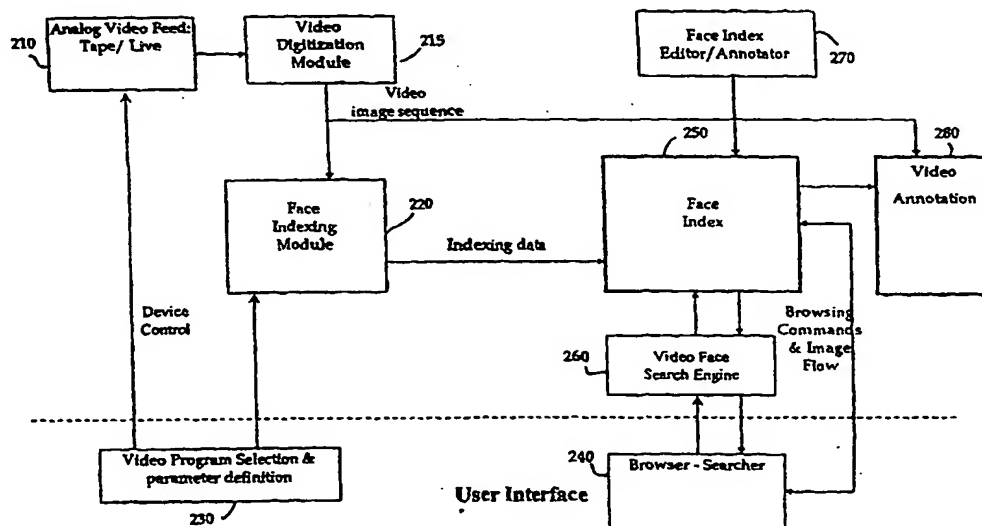 210
Analog Video Feed:
Tape/ Live
Video
Digitization
Module
215
Face Index
Editor/Annotator
270
Video
image sequence
250
280
Face
Indexing
Module
220
Face
Index
Video
Annotation
Indexing data
Device
Control
Browsing
Commands
& Image
Flow
260
Video Face
Search Engine
Video Program Selection &
parameter definition
230
240
Browser - Searcher
User Interface